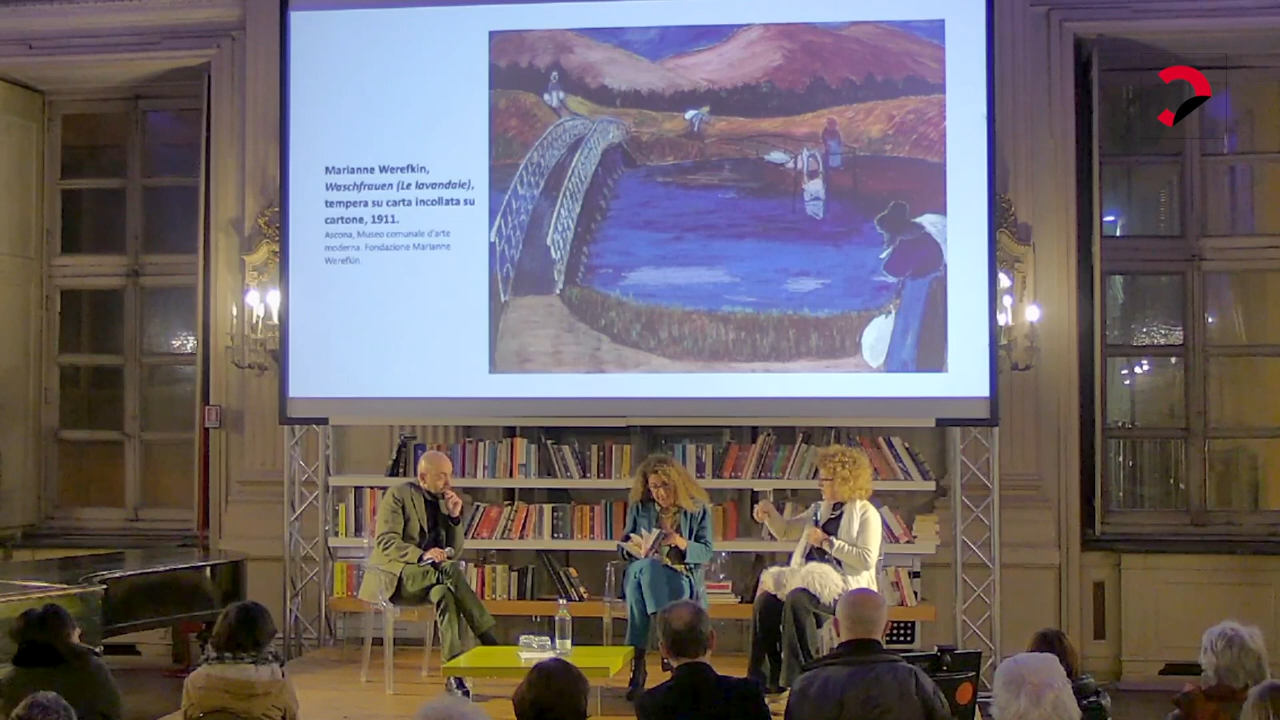 Marianne Werefkin,
Waschfrauen (Le lavandaie),
tempera su carta incollata su
cartone, 1911.
Ascona, Museo comunale d'arte
moderna. Fondazione Marianne
Werefkin.